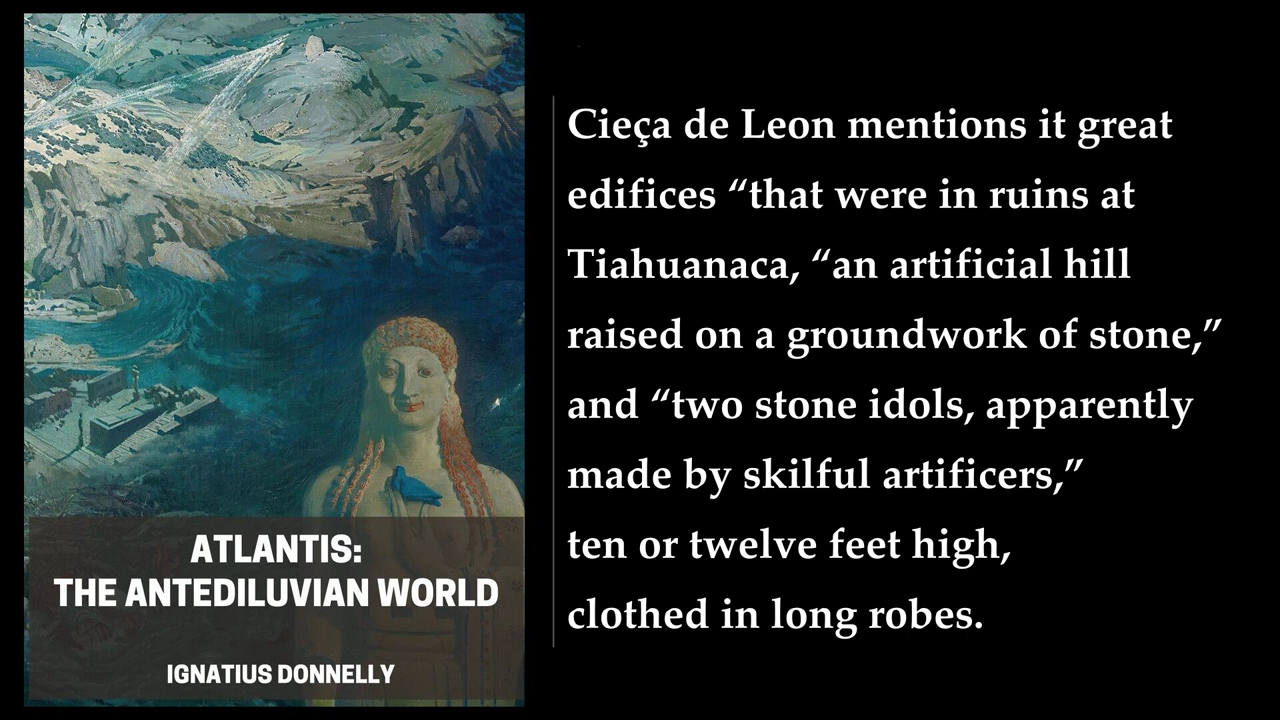 ATLANTIS:
THE ANTEDILUVIAN WORLD
IGNATIUS DONNELLY
Cieça de Leon mentions it great
edifices “that were in ruins at
Tiahuanaca, “an artificial hill
raised on a groundwork of stone,”
and “two stone idols, apparently
made by skilful artificers,”
ten or twelve feet high,
clothed in long robes.